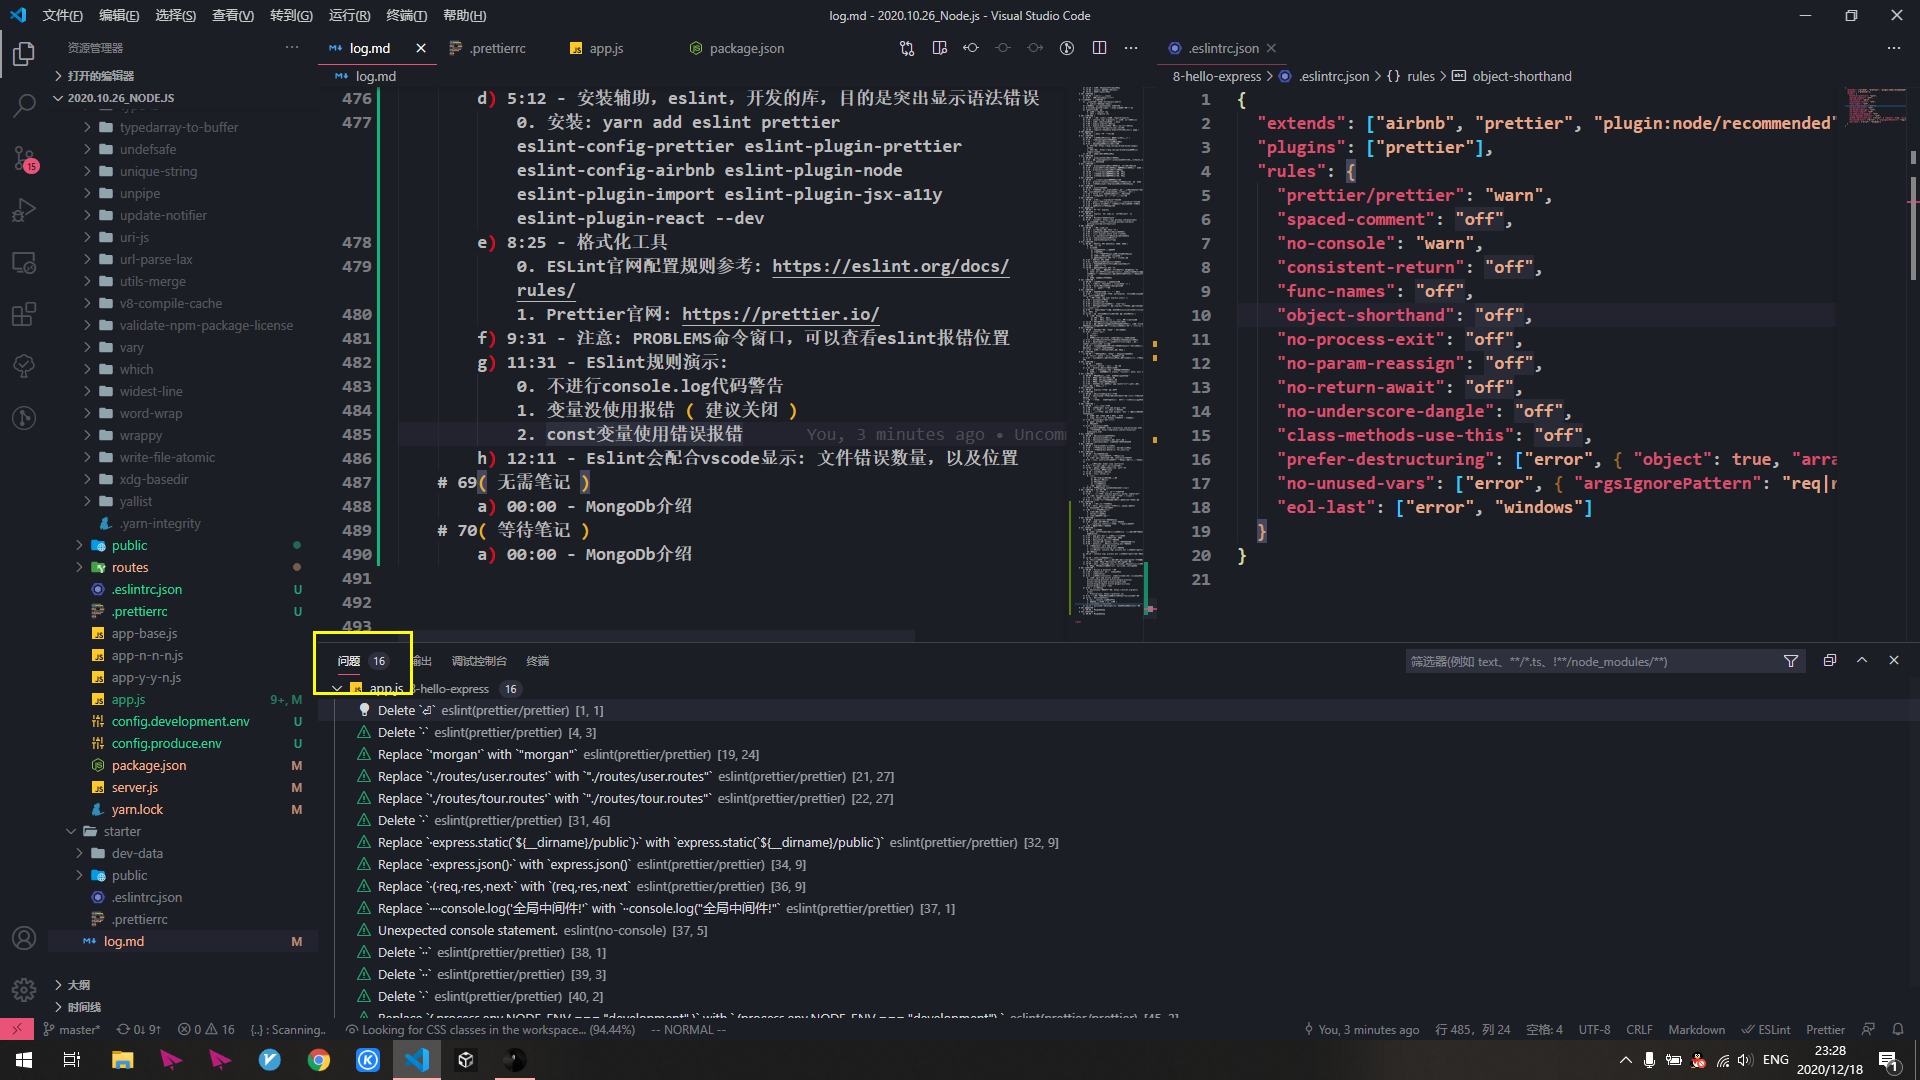 文件(F) 编辑(E) 选择(S) 查看(V) 转到(G) 运行(R) 终端(T) 帮助(H)
log.md - 2020.10.26_Node.js - Visual Studio Code
资源管理器
打开的编辑器
2020.10.26_NODE.JS
typedarray-to-buffer
undefsafe
unique-string
unpipe
update-notifier
uri-js
url-parse-lax
utils-merge
v8-compile-cache
validate-npm-package-license
vary
which
widest-line
word-wrap
wrappy
write-file-atomic
xdg-basedir
yallist
.yarn-integrity
public
routes
.eslintrc.json U
.prettierrc U
app-base.js
app-n-n-n.js
app-y-y-n.js
app.js 9+, M
config.development.env U
config.produce.env U
package.json M
server.js M
yarn.lock M
starter
dev-data
public
.eslintrc.json
.prettierrc
log.md M
大纲
时间线
15
log.md .prettierrc app.js package.json
log.md
476 d) 5:12 - 安装辅助，eslint，开发的库，目的是突出显示语法错误
477 0. 安装: yarn add eslint prettier
eslint-config-prettier eslint-plugin-prettier
eslint-config-airbnb eslint-plugin-node
eslint-plugin-import eslint-plugin-jsx-a11y
eslint-plugin-react --dev
478 e) 8:25 - 格式化工具
479 0. ESLint官网配置规则参考: https://eslint.org/docs/
rules/
480 1. Prettier官网: https://prettier.io/
481 f) 9:31 - 注意: PROBLEMS命令窗口，可以查看eslint报错位置
482 g) 11:31 - ESlint规则演示:
483 0. 不进行console.log代码警告
484 1. 变量没使用报错 ( 建议关闭 )
485 2. const变量使用错误报错 You, 3 minutes ago • Uncom
486 h) 12:11 - Eslint会配合vscode显示: 文件错误数量，以及位置
487 # 69( 无需笔记 )
488 a) 00:00 - MongoDb介绍
489 # 70( 等待笔记 )
490 a) 00:00 - MongoDb介绍
491
492
493
.eslintrc.json
8-hello-express > .eslintrc.json > {} rules > object-shorthand
1 {
2 "extends": ["airbnb", "prettier", "plugin:node/recommended"
3 "plugins": ["prettier"],
4 "rules": {
5 "prettier/prettier": "warn",
6 "spaced-comment": "off",
7 "no-console": "warn",
8 "consistent-return": "off",
9 "func-names": "off",
10 "object-shorthand": "off",
11 "no-process-exit": "off",
12 "no-param-reassign": "off",
13 "no-return-await": "off",
14 "no-underscore-dangle": "off",
15 "class-methods-use-this": "off",
16 "prefer-destructuring": ["error", { "object": true, "arra
17 "no-unused-vars": ["error", { "argsIgnorePattern": "req|r
18 "eol-last": ["error", "windows"]
19 }
20 }
21
问题 16 输出 调试控制台 终端
筛选器(例如 text、**/*.ts、!**/node_modules/**)
app.js 8-hello-express 16
Delete `⏎` eslint(prettier/prettier) [1, 1]
Delete `·` eslint(prettier/prettier) [4, 3]
Replace `'morgan'` with `"morgan"` eslint(prettier/prettier) [19, 24]
Replace `'./routes/user.routes'` with `"./routes/user.routes"` eslint(prettier/prettier) [21, 27]
Replace `'./routes/tour.routes'` with `"./routes/tour.routes"` eslint(prettier/prettier) [22, 27]
Delete `·` eslint(prettier/prettier) [31, 46]
Replace `·express.static(`${__dirname}/public`)·` with `express.static(`${__dirname}/public`)` eslint(prettier/prettier) [32, 9]
Replace `·express.json()·` with `express.json()` eslint(prettier/prettier) [34, 9]
Replace `·(·req,·res,·next·` with `(req,·res,·next` eslint(prettier/prettier) [36, 9]
Replace `····console.log('全局中间件!'` with `··console.log("全局中间件!"` eslint(prettier/prettier) [37, 1]
Unexpected console statement. eslint(no-console) [37, 5]
Delete `··` eslint(prettier/prettier) [38, 1]
Delete `··` eslint(prettier/prettier) [39, 3]
Delete `·` eslint(prettier/prettier) [40, 2]
Replace `(·process.env.NODE_ENV·===·"development"·)` with `(process.env.NODE_ENV·===·"development")` eslint(prettier/prettier) [45, 3]
master* 0↓ 9↑ 0 16 {..} : Scanning.. Looking for CSS classes in the workspace... (94.44%) -- NORMAL -- You, 3 minutes ago 行 485，列 24 空格: 4 UTF-8 CRLF Markdown ESLint Prettier
ENG
23:28
2020/12/18
1